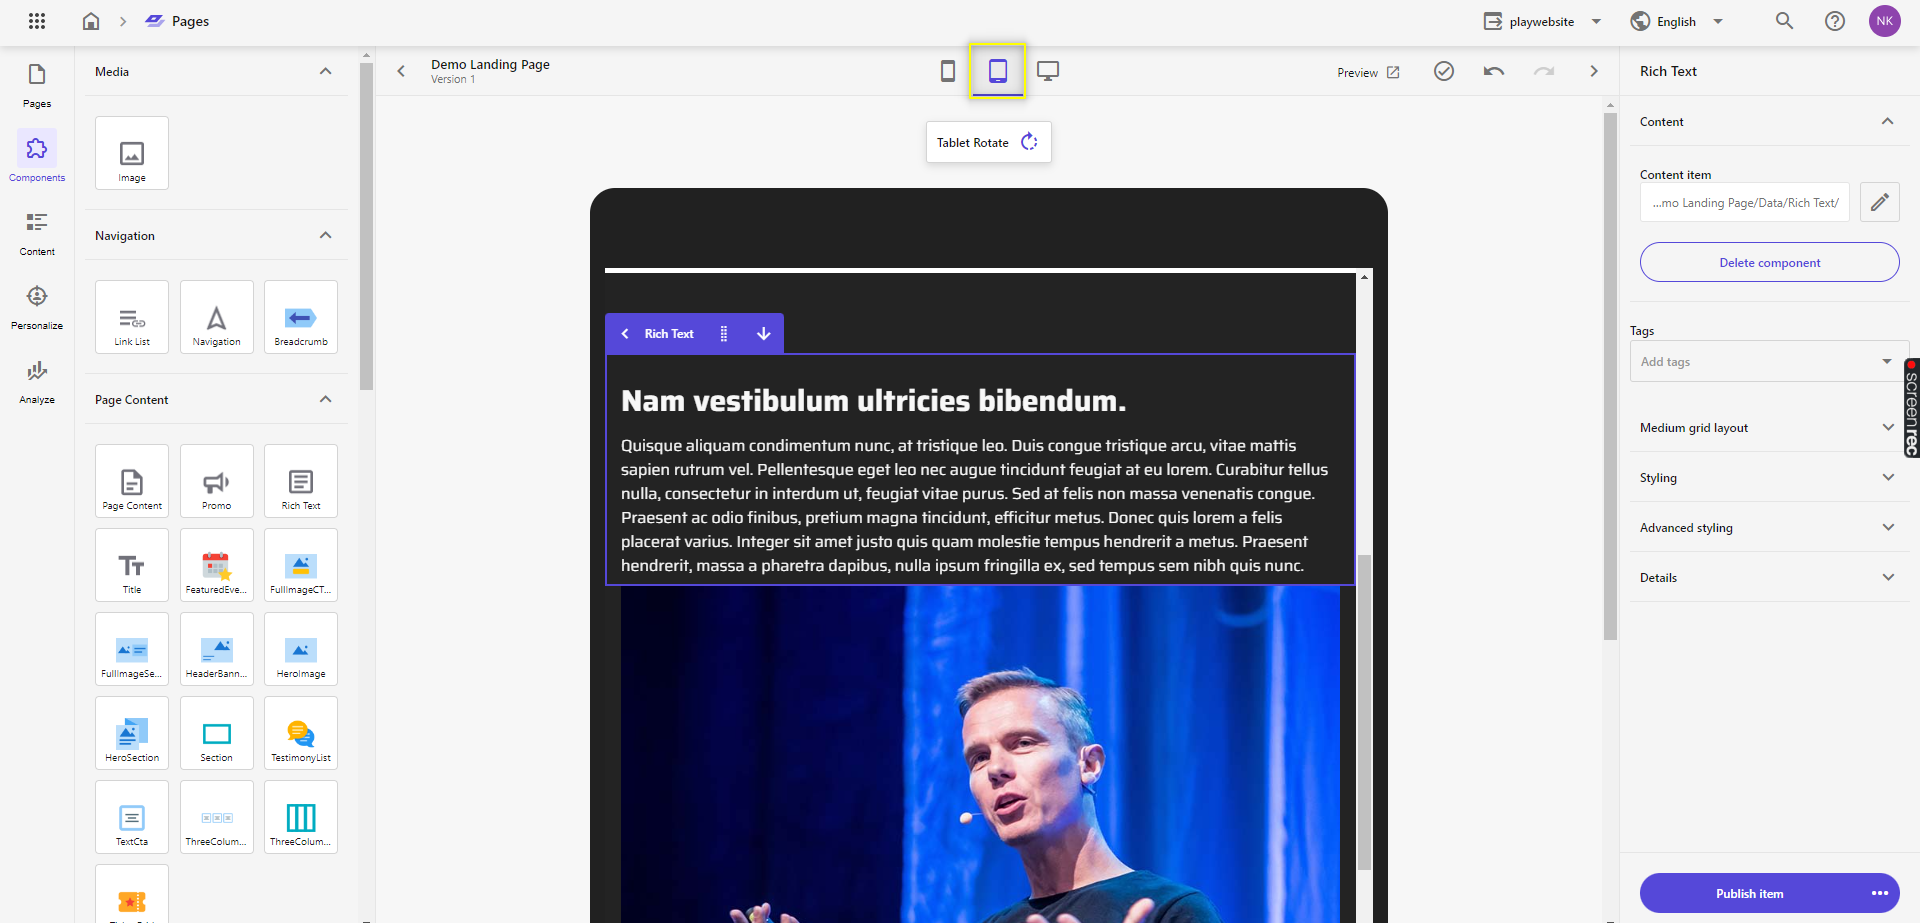 Pages
playwebsite
English
NK
Pages
Components
Content
Personalize
Analyze
Media
Image
Navigation
Link List
Navigation
Breadcrumb
Page Content
Page Content
Promo
Rich Text
Title
FeaturedEve...
FullImageCT...
FullImageSe...
HeaderBann...
HeroImage
HeroSection
Section
TestimonyList
TextCta
ThreeColum...
ThreeColum...
Demo Landing Page
Version 1
Preview
Tablet Rotate
Rich Text
Nam vestibulum ultricies bibendum.
Quisque aliquam condimentum nunc, at tristique leo. Duis congue tristique arcu, vitae mattis
sapien rutrum vel. Pellentesque eget leo nec augue tincidunt feugiat at eu lorem. Curabitur tellus
nulla, consectetur in interdum ut, feugiat vitae purus. Sed at felis non massa venenatis congue.
Praesent ac odio finibus, pretium magna tincidunt, efficitur metus. Donec quis lorem a felis
placerat varius. Integer sit amet justo quis quam molestie tempus hendrerit a metus. Praesent
hendrerit, massa a pharetra dapibus, nulla ipsum fringilla ex, sed tempus sem nibh quis nunc.
Rich Text
Content
Content item
...mo Landing Page/Data/Rich Text/
Delete component
Tags
Add tags
Medium grid layout
Styling
Advanced styling
Details
Publish item
screenrec